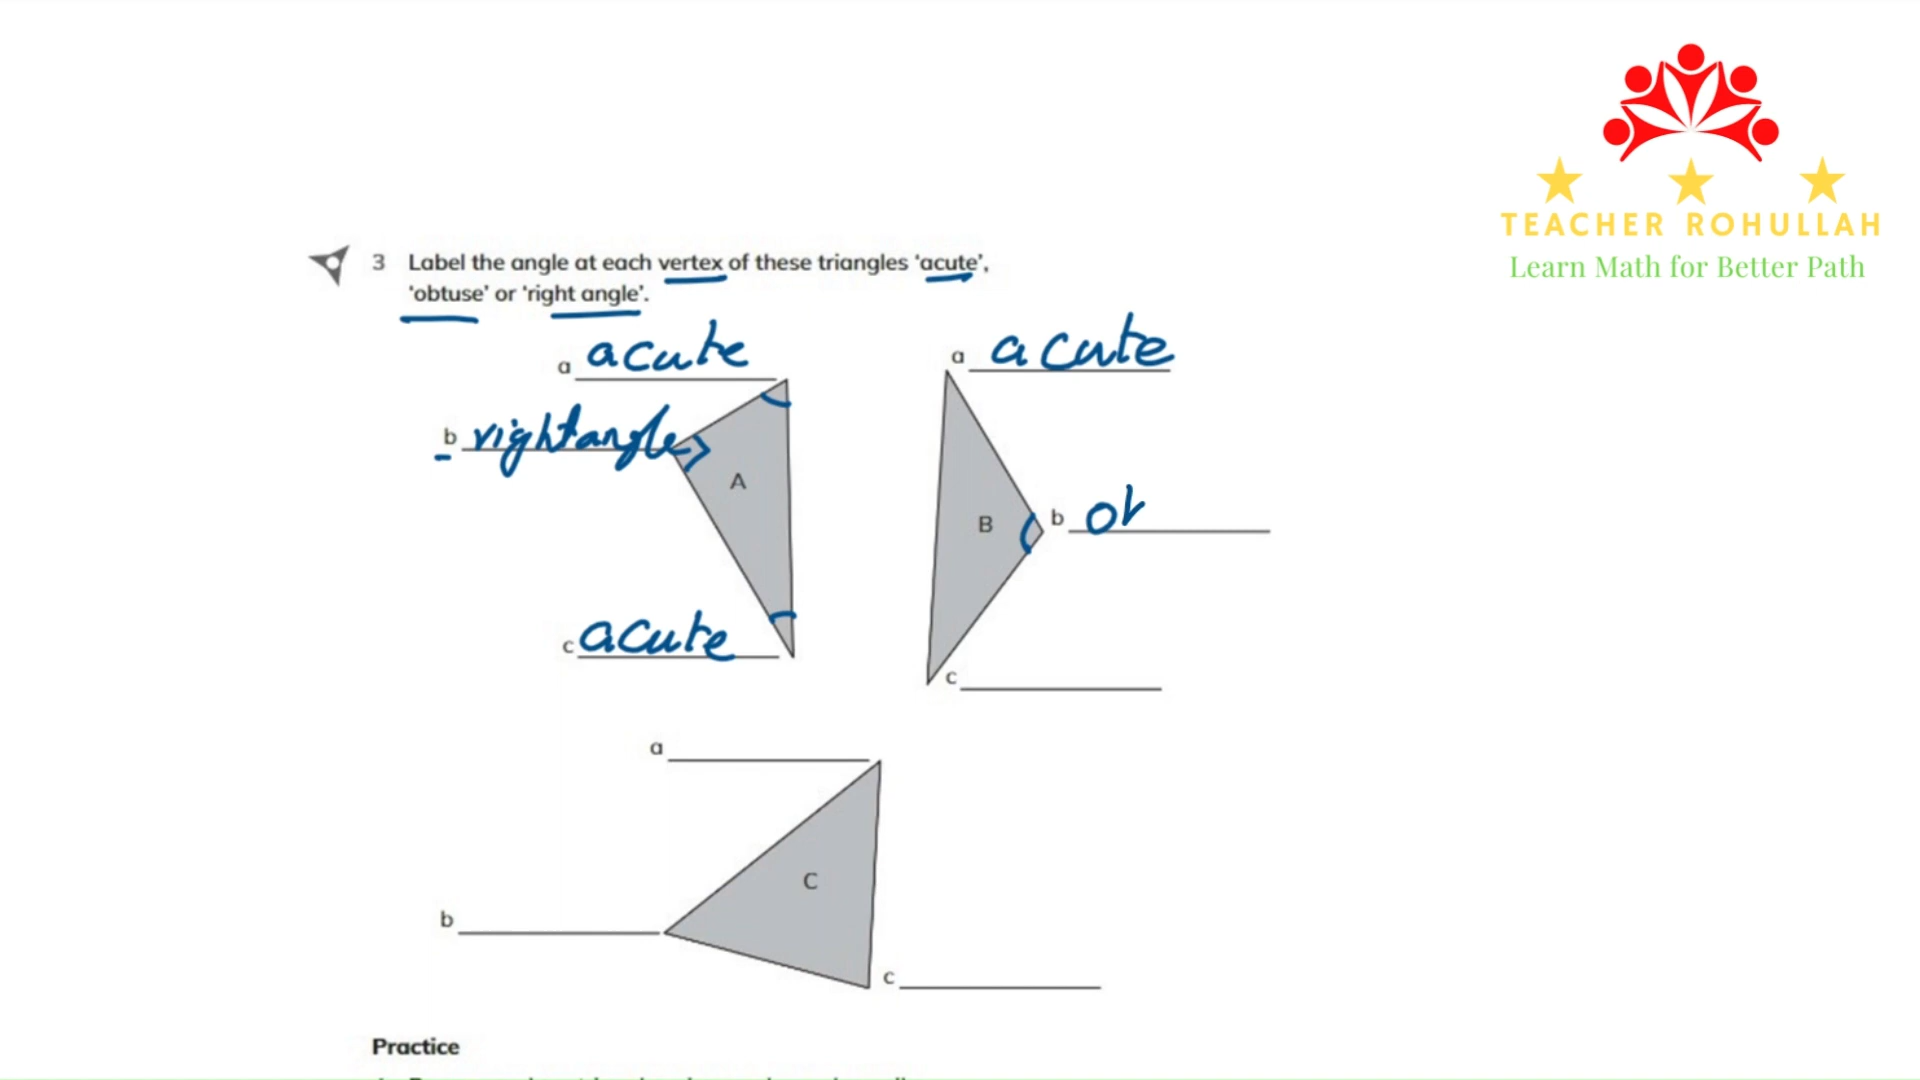 TEACHER ROHULLAH
Learn Math for Better Path
3 Label the angle at each vertex of these triangles ‘acute’,
‘obtuse’ or ‘right angle’.
a acute
b rightangle
A
c acute
a acute
B
b ob
c
a
b
C
c
Practice